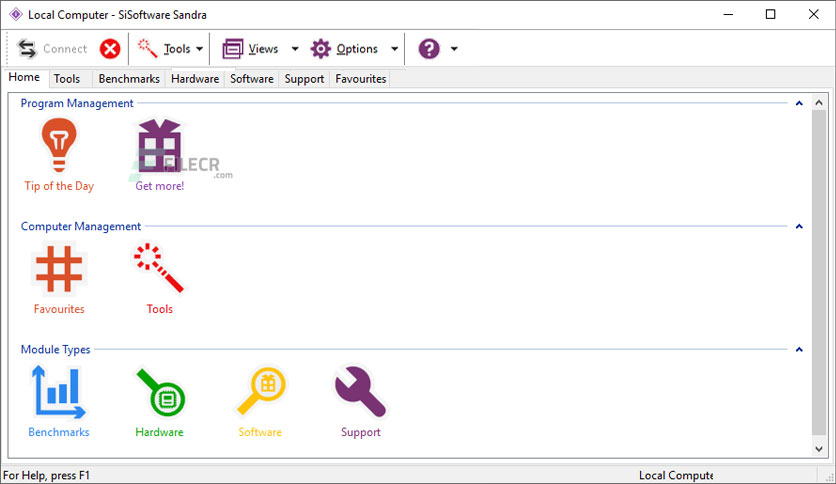 Local Computer - SiSoftware Sandra
Connect Tools Views Options ?
Home Tools Benchmarks Hardware Software Support Favourites
Program Management
Tip of the Day Get more!
FILECR
.com
Computer Management
Favourites Tools
Module Types
Benchmarks Hardware Software Support
For Help, press F1 Local Compute